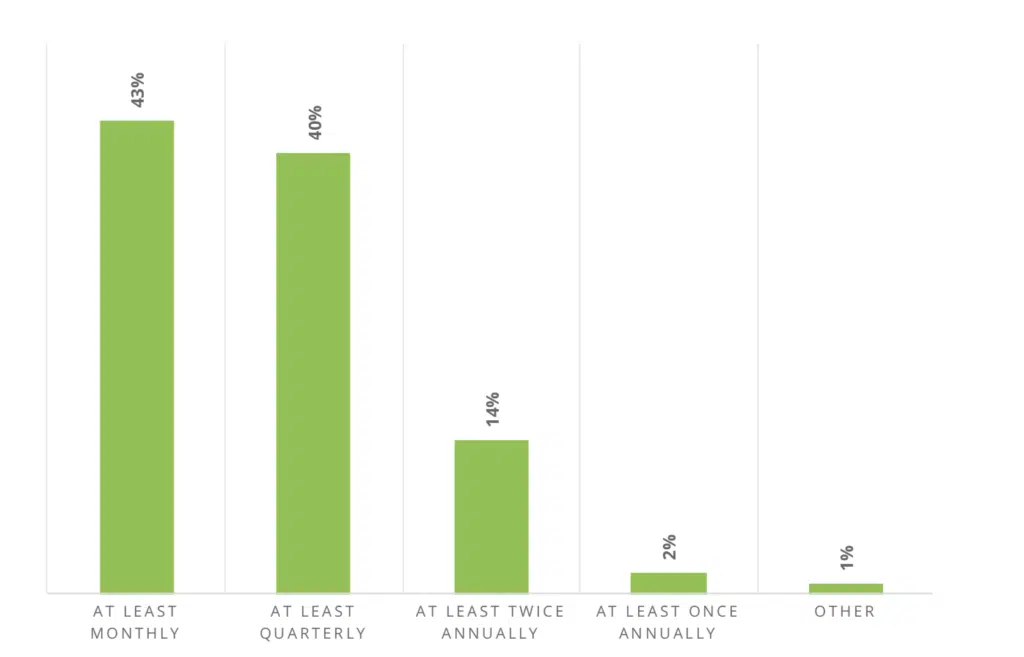 43%
40%
14%
2%
1%
AT LEAST
MONTHLY
AT LEAST
QUARTERLY
AT LEAST TWICE
ANNUALLY
AT LEAST ONCE
ANNUALLY
OTHER